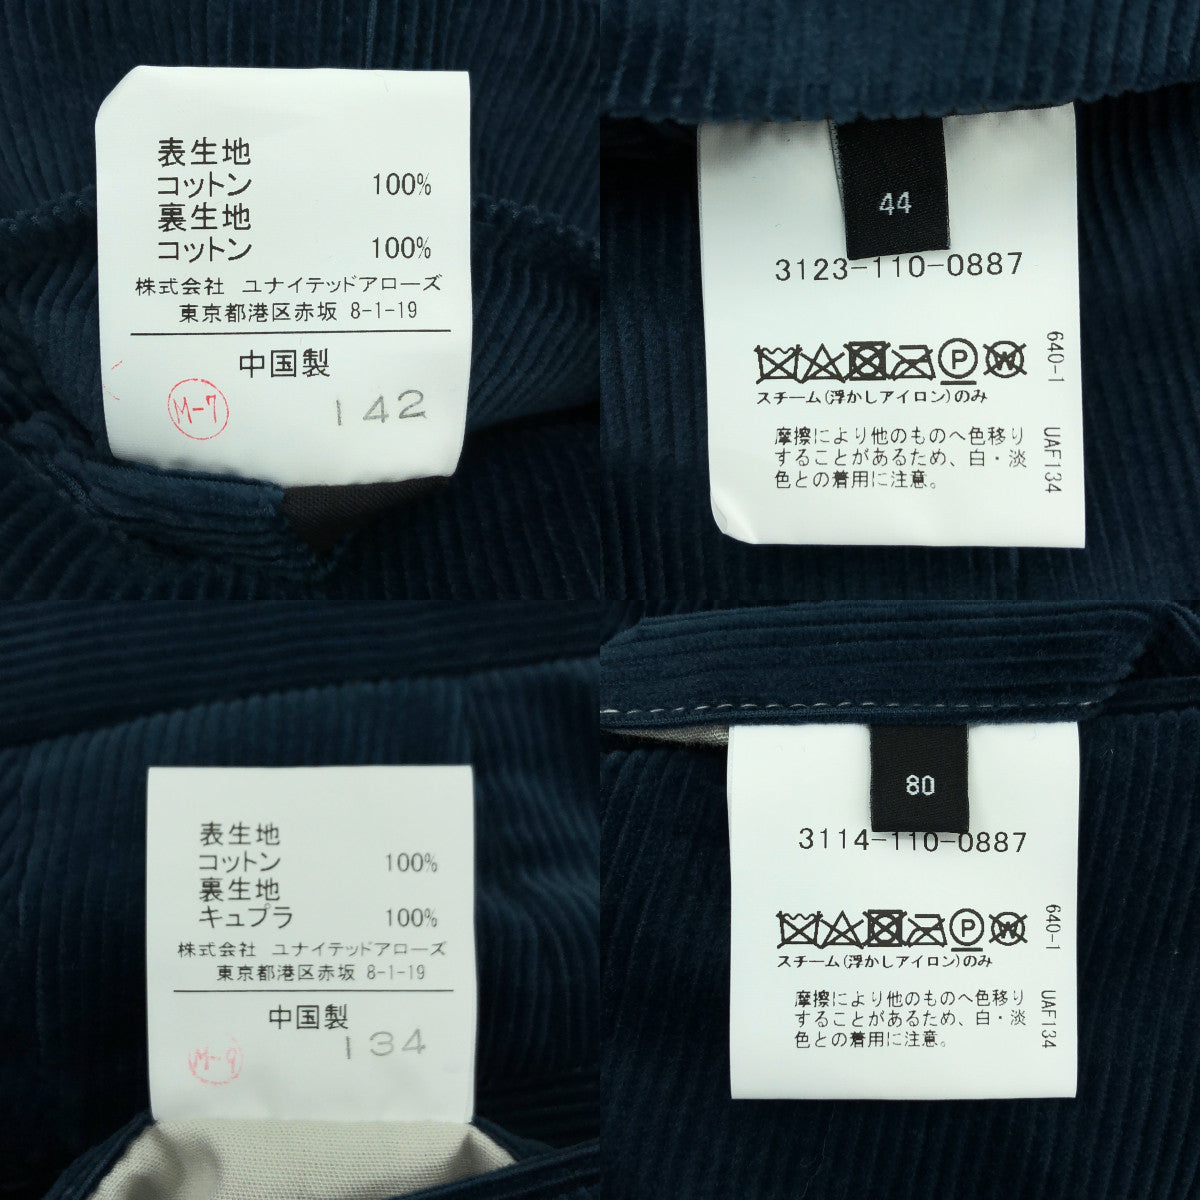 表生地
コットン 100%
裏生地
コットン 100%
株式会社 ユナイテッドアローズ
東京都港区赤坂 8-1-19
中国製
M-7
142
44
3123-110-0887
P W
スチーム(浮かしアイロン)のみ
摩擦により他のものへ色移り
することがあるため、白・淡
色との着用に注意。
640-1
UAF134
表生地
コットン 100%
裏生地
キュプラ 100%
株式会社 ユナイテッドアローズ
東京都港区赤坂 8-1-19
中国製
M-9
134
80
3114-110-0887
P W
スチーム(浮かしアイロン)のみ
摩擦により他のものへ色移り
することがあるため、白・淡
色との着用に注意。
640-1
UAF134